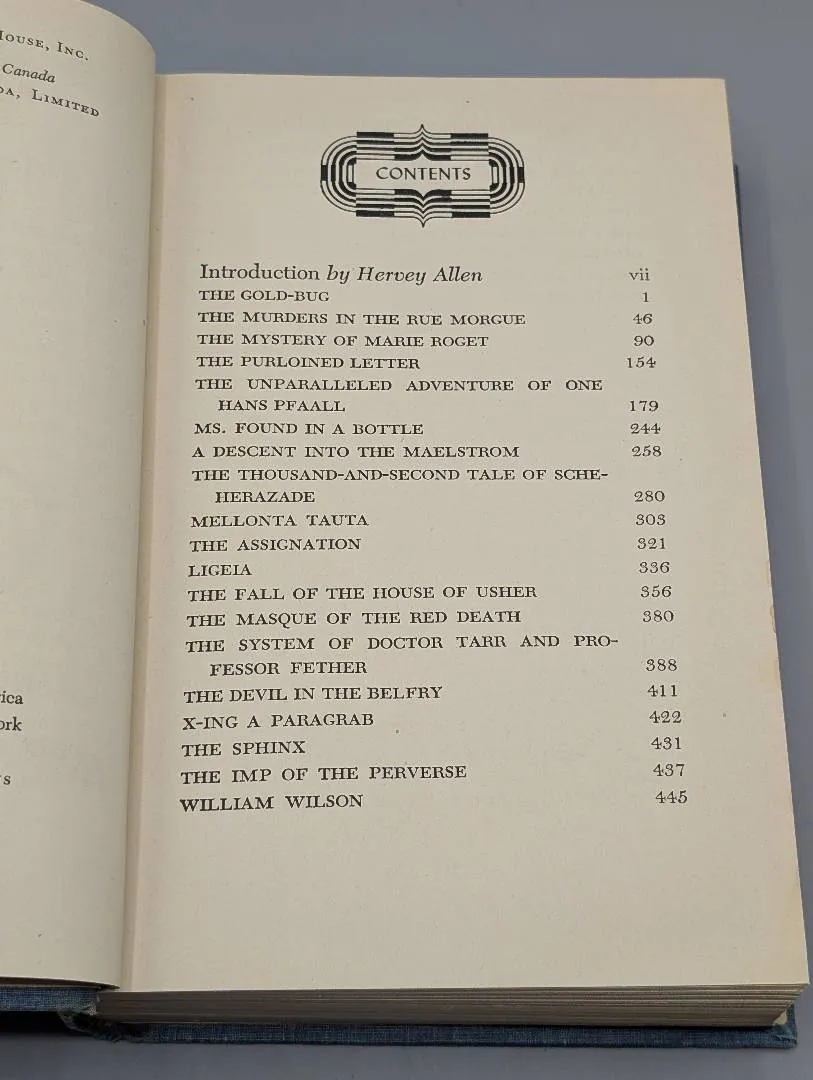 House, Inc.
Canada
Limited
rica
ork
s
CONTENTS
Introduction by Hervey Allen vii
THE GOLD-BUG 1
THE MURDERS IN THE RUE MORGUE 46
THE MYSTERY OF MARIE ROGET 90
THE PURLOINED LETTER 154
THE UNPARALLELED ADVENTURE OF ONE
HANS PFAALL 179
MS. FOUND IN A BOTTLE 244
A DESCENT INTO THE MAELSTROM 258
THE THOUSAND-AND-SECOND TALE OF SCHE-
HERAZADE 280
MELLONTA TAUTA 303
THE ASSIGNATION 321
LIGEIA 336
THE FALL OF THE HOUSE OF USHER 356
THE MASQUE OF THE RED DEATH 380
THE SYSTEM OF DOCTOR TARR AND PRO-
FESSOR FETHER 388
THE DEVIL IN THE BELFRY 411
X-ING A PARAGRAB 422
THE SPHINX 431
THE IMP OF THE PERVERSE 437
WILLIAM WILSON 445